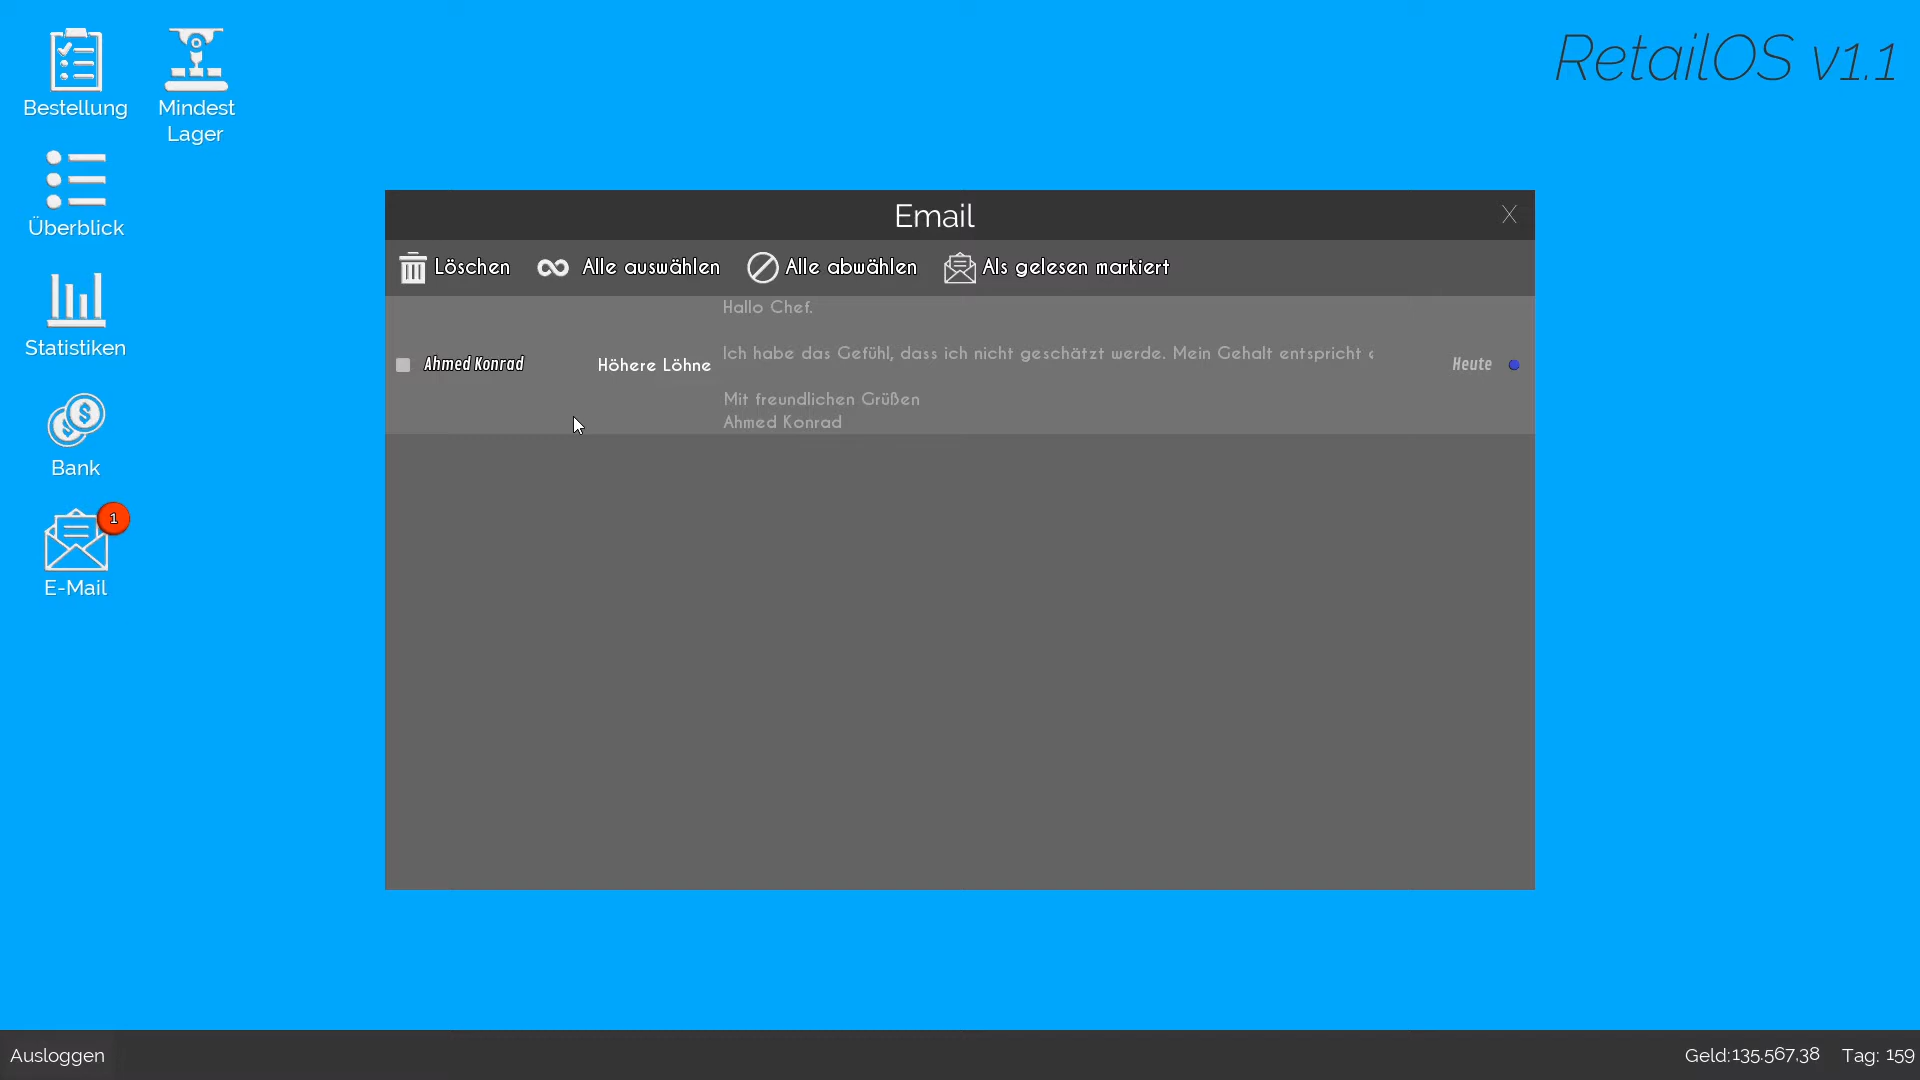 RetailOS v1.1
Bestellung
Mindest
Lager
Überblick
Statistiken
Bank
1
E-Mail
Email
X
Löschen
Alle auswählen
Alle abwählen
Als gelesen markiert
Hallo Chef.
Ich habe das Gefühl, dass ich nicht geschätzt werde. Mein Gehalt entspricht
Ahmed Konrad
Höhere Löhne
Heute
Mit freundlichen Grüßen
Ahmed Konrad
Ausloggen
Geld:135.567,38
Tag: 159